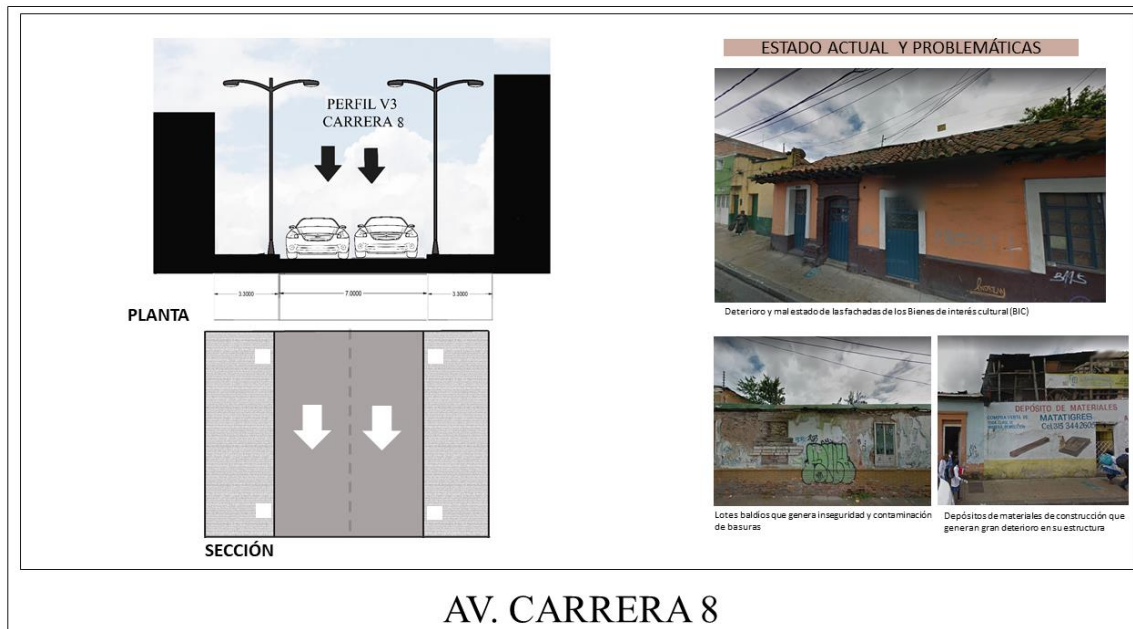 PERFIL V3
CARRERA 8
3.3000
7.0000
3.3000
PLANTA
SECCIÓN
ESTADO ACTUAL Y PROBLEMÁTICAS
Deterioro y mal estado de las fachadas de los Bienes de interés cultural (BIC)
DEPÓSITO DE MATERIALES
MATATIGRES
Lotes baldíos que genera inseguridad y contaminación
de basuras
Depósitos de materiales de construcción que
generan gran deterioro en su estructura
AV. CARRERA 8